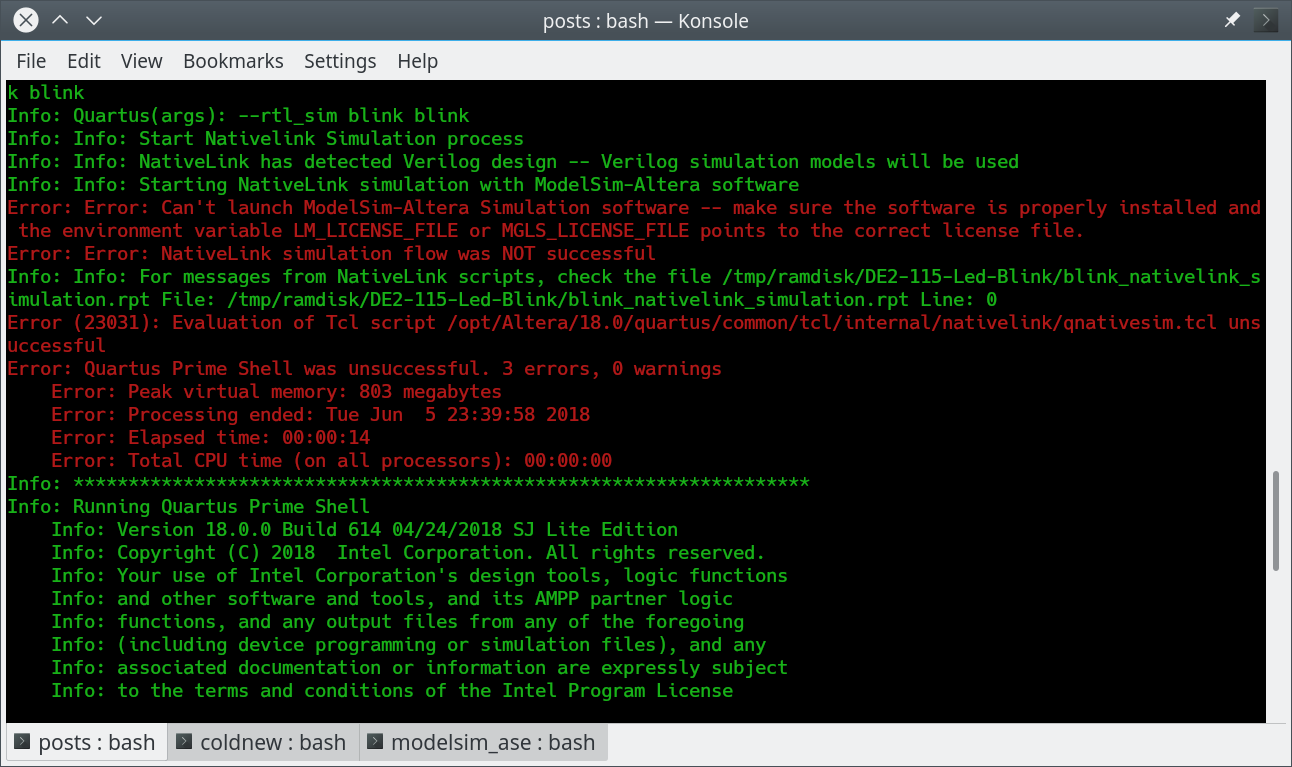 posts : bash — Konsole
File Edit View Bookmarks Settings Help
k blink
Info: Quartus(args): --rtl_sim blink blink
Info: Info: Start Nativelink Simulation process
Info: Info: NativeLink has detected Verilog design -- Verilog simulation models will be used
Info: Info: Starting NativeLink simulation with ModelSim-Altera software
Error: Error: Can't launch ModelSim-Altera Simulation software -- make sure the software is properly installed and
 the environment variable LM_LICENSE_FILE or MGLS_LICENSE_FILE points to the correct license file.
Error: Error: NativeLink simulation flow was NOT successful
Info: Info: For messages from NativeLink scripts, check the file /tmp/ramdisk/DE2-115-Led-Blink/blink_nativelink_s
imulation.rpt File: /tmp/ramdisk/DE2-115-Led-Blink/blink_nativelink_simulation.rpt Line: 0
Error (23031): Evaluation of Tcl script /opt/Altera/18.0/quartus/common/tcl/internal/nativelink/qnativesim.tcl uns
uccessful
Error: Quartus Prime Shell was unsuccessful. 3 errors, 0 warnings
    Error: Peak virtual memory: 803 megabytes
    Error: Processing ended: Tue Jun  5 23:39:58 2018
    Error: Elapsed time: 00:00:14
    Error: Total CPU time (on all processors): 00:00:00
Info: *******************************************************************
Info: Running Quartus Prime Shell
    Info: Version 18.0.0 Build 614 04/24/2018 SJ Lite Edition
    Info: Copyright (C) 2018  Intel Corporation. All rights reserved.
    Info: Your use of Intel Corporation's design tools, logic functions
    Info: and other software and tools, and its AMPP partner logic
    Info: functions, and any output files from any of the foregoing
    Info: (including device programming or simulation files), and any
    Info: associated documentation or information are expressly subject
    Info: to the terms and conditions of the Intel Program License
posts : bash coldnew : bash modelsim_ase : bash